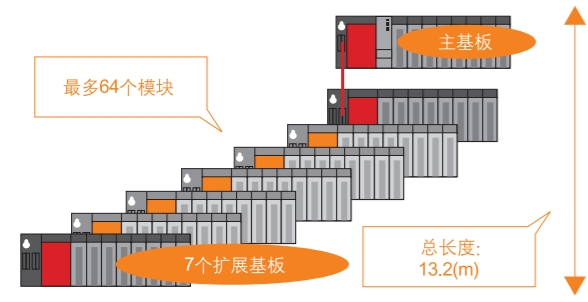 主基板
最多64个模块
总长度:
13.2(m)
7个扩展基板